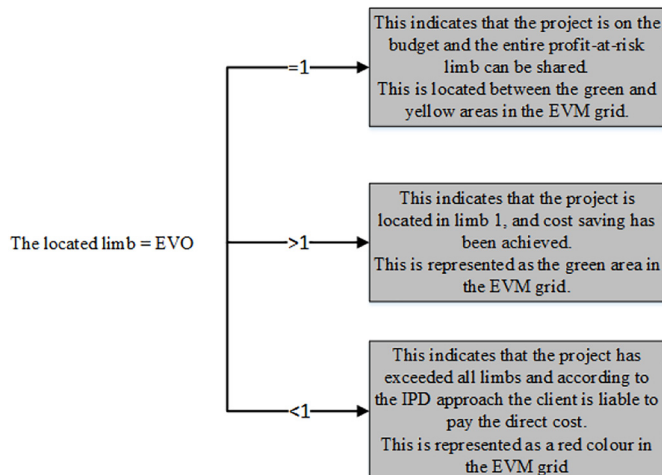 This indicates that the project is on the
budget and the entire profit-at-risk
limb can be shared.
This is located between the green and
yellow areas in the EVM grid.
=1
This indicates that the project is
located in limb 1, and cost saving has
been achieved.
This is represented as the green area in
the EVM grid.
The located limb = EVO
>1
This indicates that the project has
exceeded all limbs and according to
the IPD approach the client is liable to
pay the direct cost.
This is represented as a red colour in
the EVM grid
<1